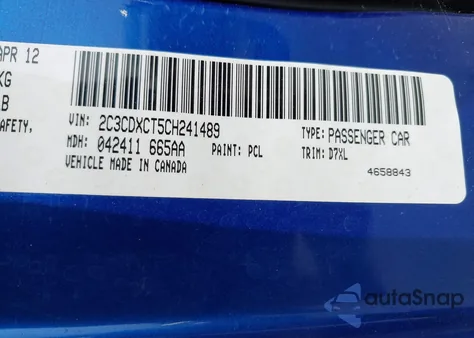 APR 12
KG
LB
AFETY,
VIN: 2C3CDXCT5CH241489
TYPE: PASSENGER CAR
MDH: 042411 665AA
PAINT: PCL
TRIM: D7XL
VEHICLE MADE IN CANADA
4658843
autoSnap